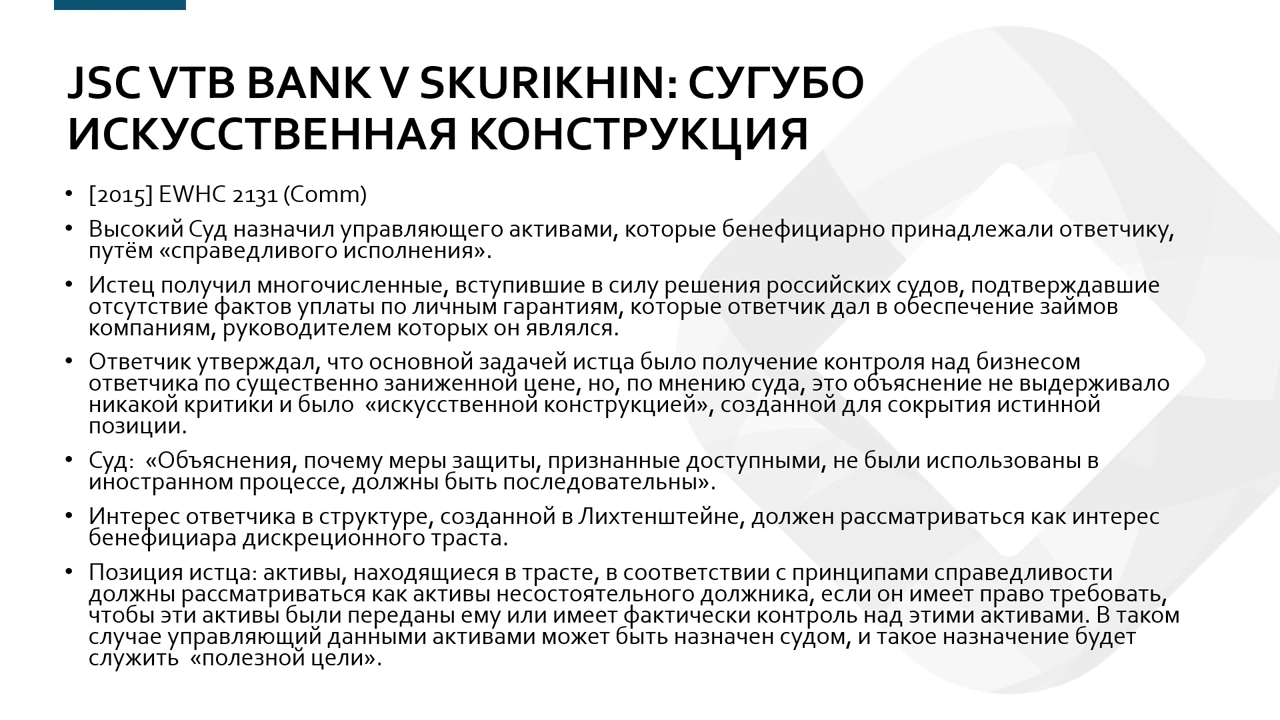 JSC VTB BANK V SKURIKHIN: СУГУБО
ИСКУССТВЕННАЯ КОНСТРУКЦИЯ
• [2015] EWHC 2131 (Comm)
• Высокий Суд назначил управляющего активами, которые бенефициарно принадлежали ответчику,
путём «справедливого исполнения».
• Истец получил многочисленные, вступившие в силу решения российских судов, подтверждавшие
отсутствие фактов уплаты по личным гарантиям, которые ответчик дал в обеспечение займов
компаниям, руководителем которых он являлся.
• Ответчик утверждал, что основной задачей истца было получение контроля над бизнесом
ответчика по существенно заниженной цене, но, по мнению суда, это объяснение не выдерживало
никакой критики и было «искусственной конструкцией», созданной для сокрытия истинной
позиции.
• Суд: «Объяснения, почему меры защиты, признанные доступными, не были использованы в
иностранном процессе, должны быть последовательны».
• Интерес ответчика в структуре, созданной в Лихтенштейне, должен рассматриваться как интерес
бенефициара дискреционного траста.
• Позиция истца: активы, находящиеся в трасте, в соответствии с принципами справедливости
должны рассматриваться как активы несостоятельного должника, если он имеет право требовать,
чтобы эти активы были переданы ему или имеет фактически контроль над этими активами. В таком
случае управляющий данными активами может быть назначен судом, и такое назначение будет
служить «полезной цели».